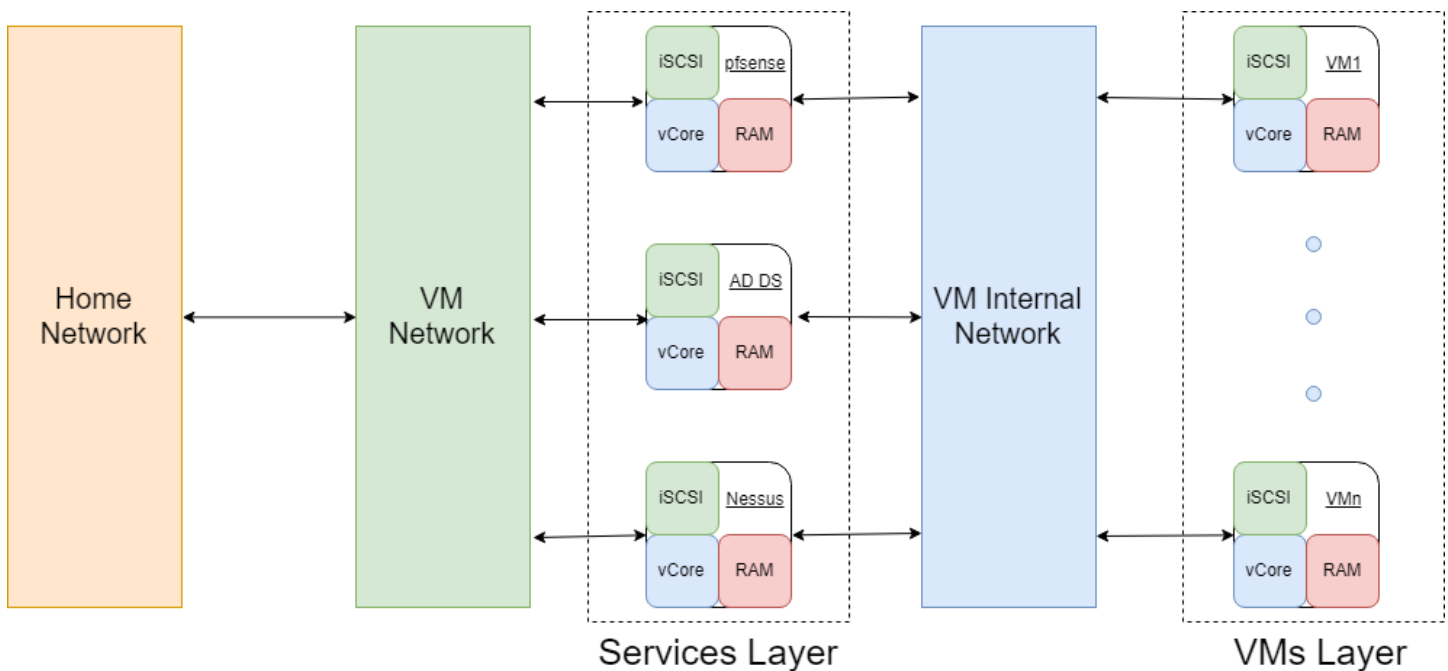 Home
Network
VM
Network
iSCSI
pfsense
vCore
RAM
iSCSI
AD DS
vCore
RAM
iSCSI
Nessus
vCore
RAM
Services Layer
VM Internal
Network
iSCSI
VM1
vCore
RAM
iSCSI
VMn
vCore
RAM
VMs Layer